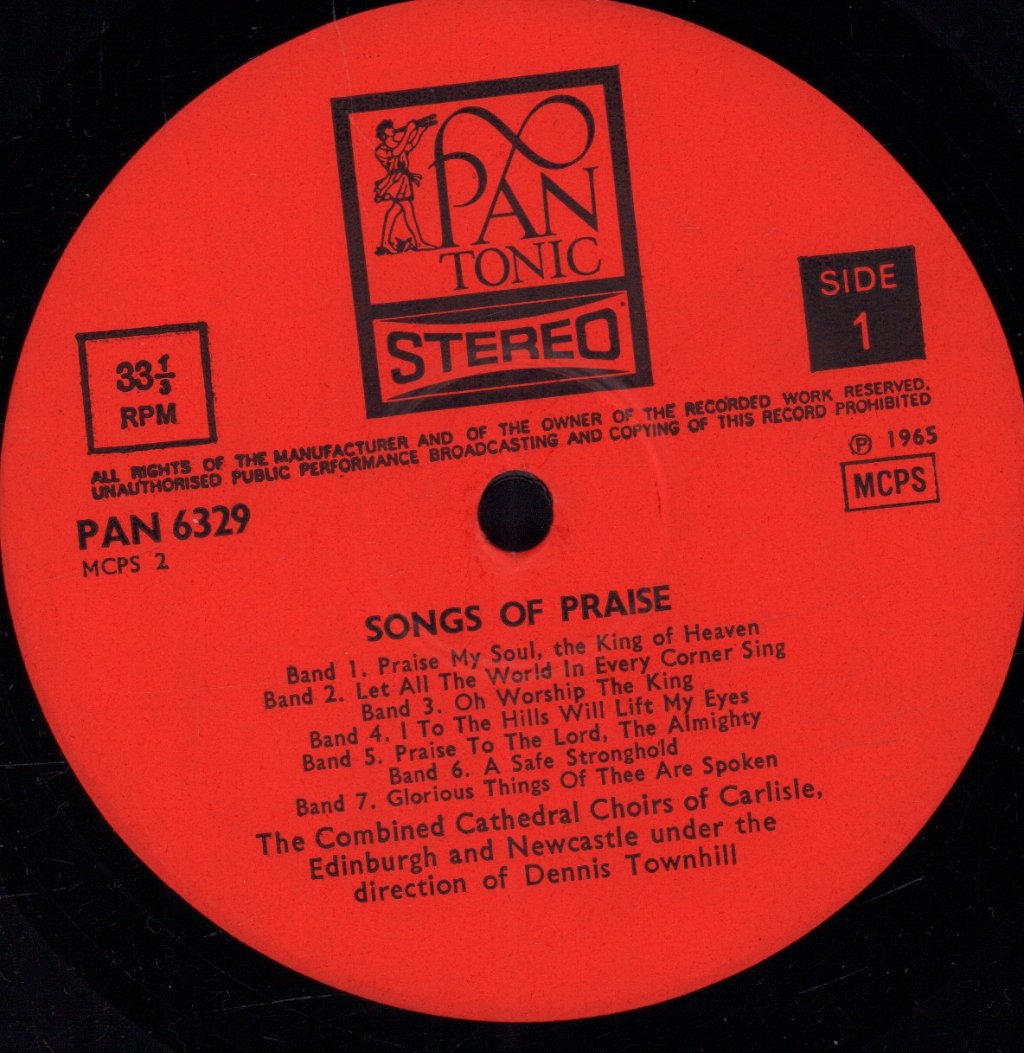 PAN
TONIC
STEREO
SIDE
1
33 1/3
RPM
ALL RIGHTS OF THE MANUFACTURER AND OF THE OWNER OF THE RECORDED WORK RESERVED.
UNAUTHORISED PUBLIC PERFORMANCE BROADCASTING AND COPYING OF THIS RECORD PROHIBITED
℗ 1965
MCPS
PAN 6329
MCPS 2
SONGS OF PRAISE
Band 1. Praise My Soul, the King of Heaven
Band 2. Let All The World In Every Corner Sing
Band 3. Oh Worship The King
Band 4. I To The Hills Will Lift My Eyes
Band 5. Praise To The Lord, The Almighty
Band 6. A Safe Stronghold
Band 7. Glorious Things Of Thee Are Spoken
The Combined Cathedral Choirs of Carlisle,
Edinburgh and Newcastle under the
direction of Dennis Townhill